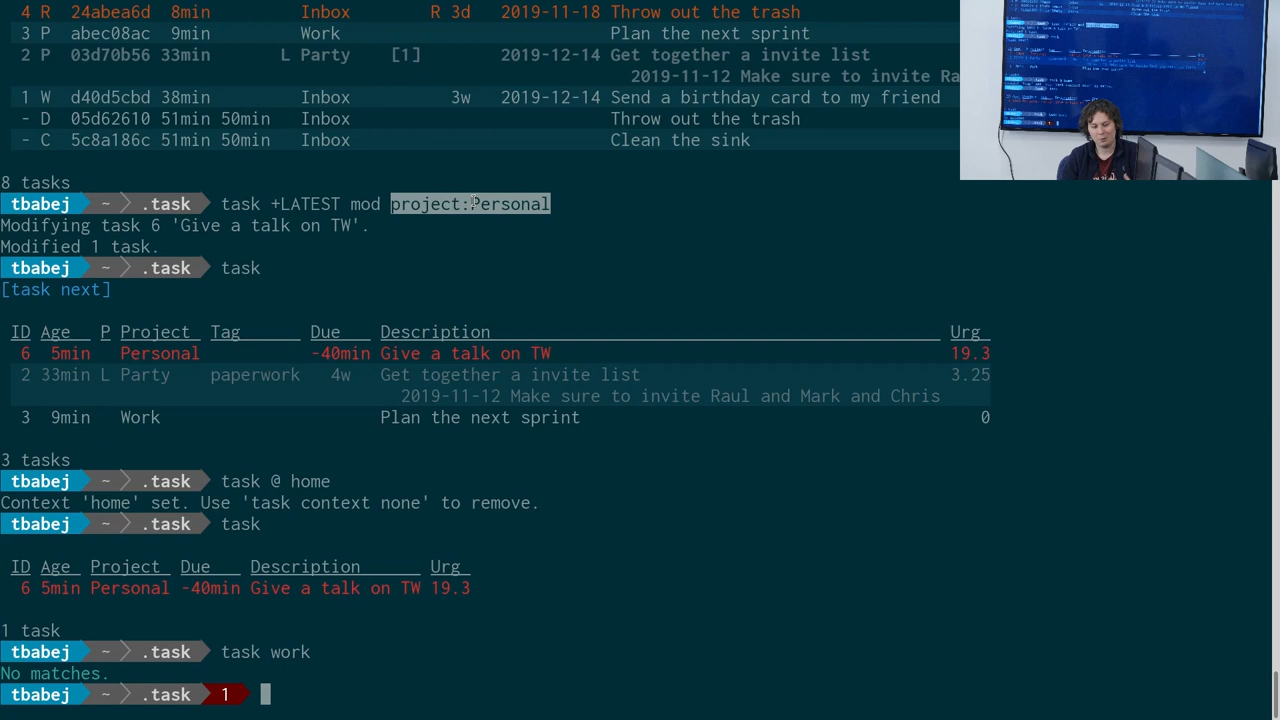 4 R 24abea6d 8min Inbox R 3d 2019-11-18 Throw out the trash
3 P abec08ac 9min Work Plan the next sprint
2 P 03d70b83 33min L Party [1] 2019-12-14 Get together a invite list
2019-11-12 Make sure to invite Ra
1 W d40d5cbd 38min Inbox 3w 2019-12-14 Send a birthday card to my friend
- D 05d62610 51min 50min Inbox Throw out the trash
- C 5c8a186c 51min 50min Inbox Clean the sink
8 tasks
tbabej ~ .task task +LATEST mod project:Personal
Modifying task 6 'Give a talk on TW'.
Modified 1 task.
tbabej ~ .task task
[task next]
ID Age P Project Tag Due Description Urg
6 5min Personal -40min Give a talk on TW 19.3
2 33min L Party paperwork 4w Get together a invite list 3.25
2019-11-12 Make sure to invite Raul and Mark and Chris
3 9min Work Plan the next sprint 0
3 tasks
tbabej ~ .task task @ home
Context 'home' set. Use 'task context none' to remove.
tbabej ~ .task task
ID Age Project Due Description Urg
6 5min Personal -40min Give a talk on TW 19.3
1 task
tbabej ~ .task task work
No matches.
tbabej ~ .task 1